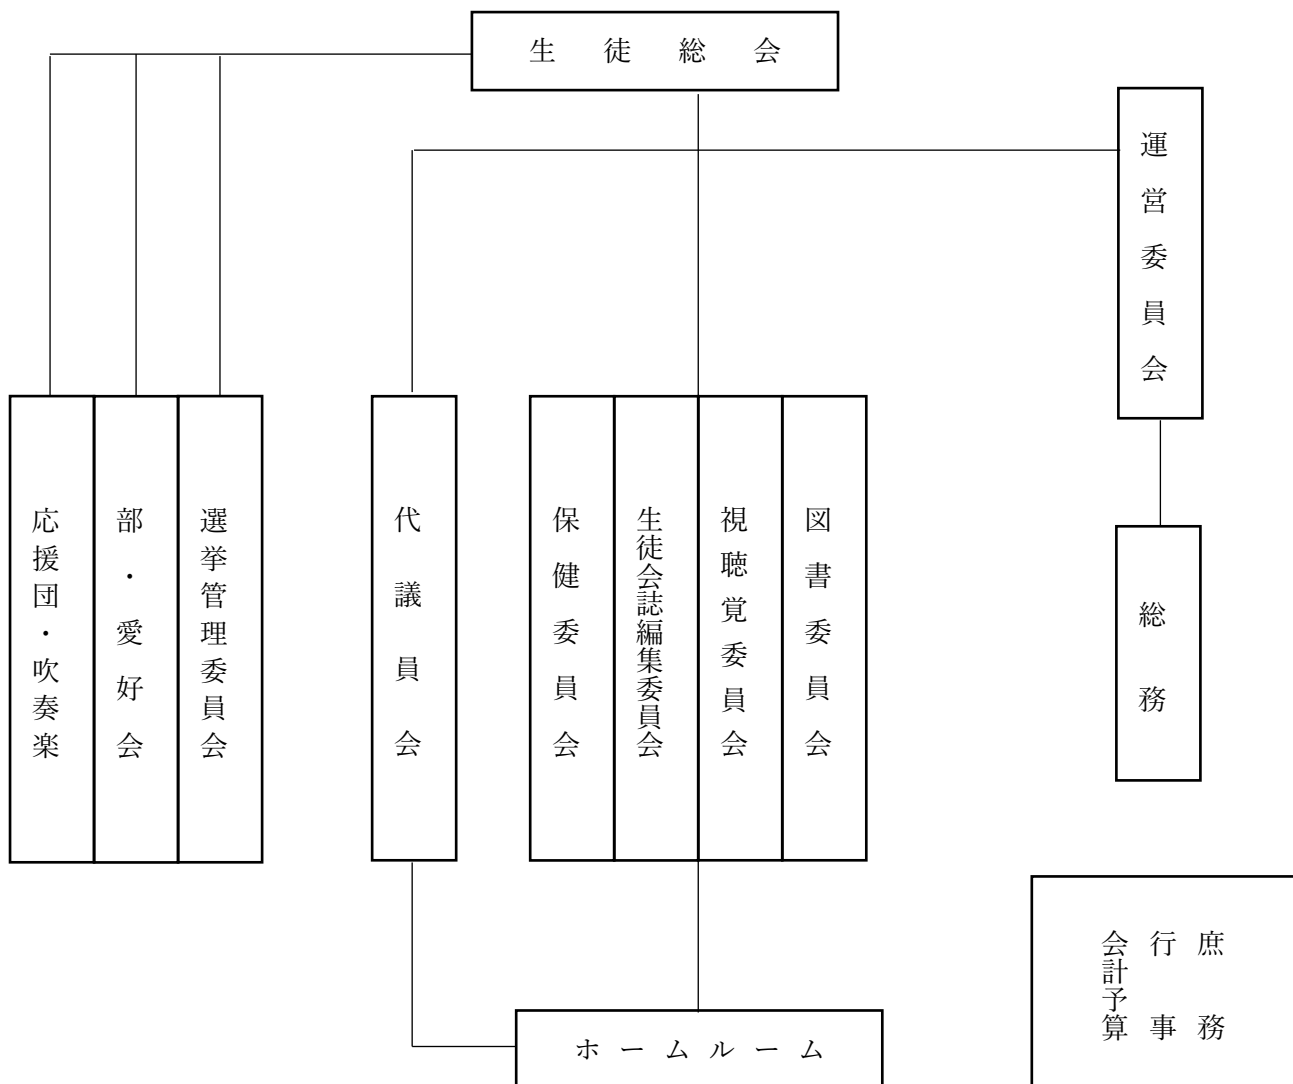 生徒総会
運営委員会
応援団・吹奏楽
部・愛好会
選挙管理委員会
代議員会
保健委員会
生徒会誌編集委員会
視聴覚委員会
図書委員会
総務
庶務
行事
会計予算
ホームルーム